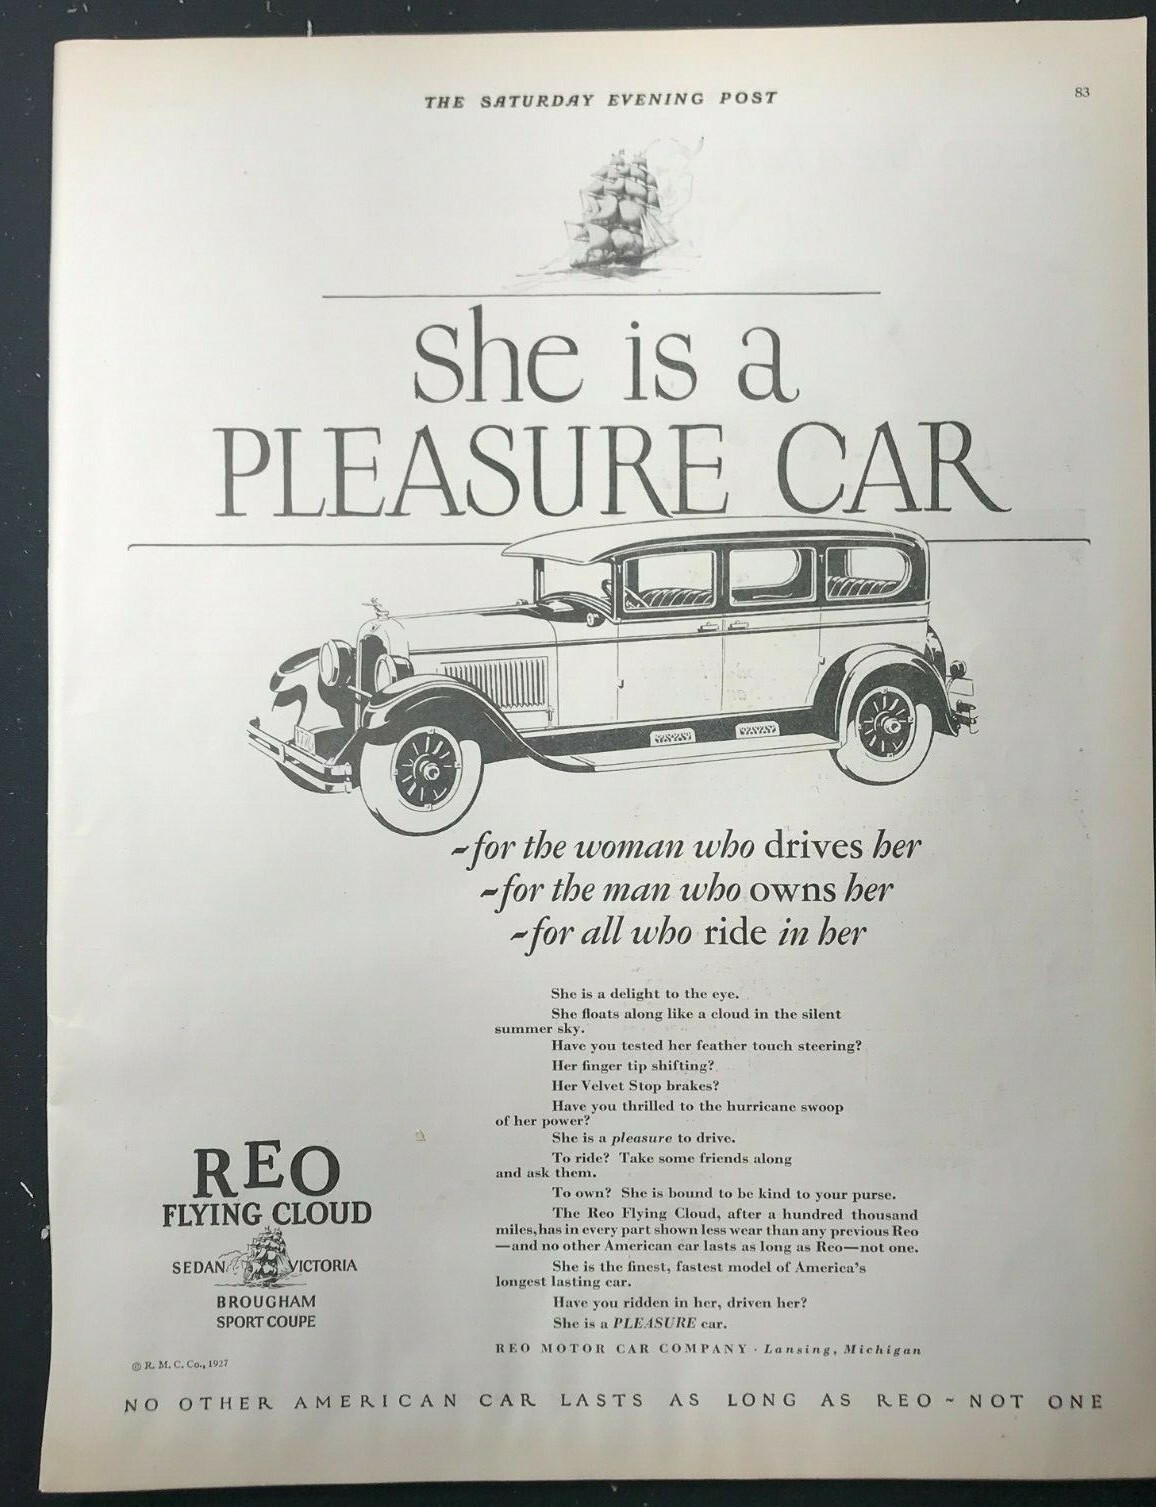 THE SATURDAY EVENING POST
83
She is a
PLEASURE CAR
~for the woman who drives her
~for the man who owns her
~for all who ride in her
She is a delight to the eye.
She floats along like a cloud in the silent
summer sky.
Have you tested her feather touch steering?
Her finger tip shifting?
Her Velvet Stop brakes?
Have you thrilled to the hurricane swoop
of her power?
She is a pleasure to drive.
To ride? Take some friends along
and ask them.
To own? She is bound to be kind to your purse.
The Reo Flying Cloud, after a hundred thousand
miles, has in every part shown less wear than any previous Reo
—and no other American car lasts as long as Reo—not one.
She is the finest, fastest model of America's
longest lasting car.
Have you ridden in her, driven her?
She is a PLEASURE car.
REO MOTOR CAR COMPANY · Lansing, Michigan
REO
FLYING CLOUD
SEDAN VICTORIA
BROUGHAM
SPORT COUPE
© R. M. C. Co., 1927
NO OTHER AMERICAN CAR LASTS AS LONG AS REO ~ NOT ONE